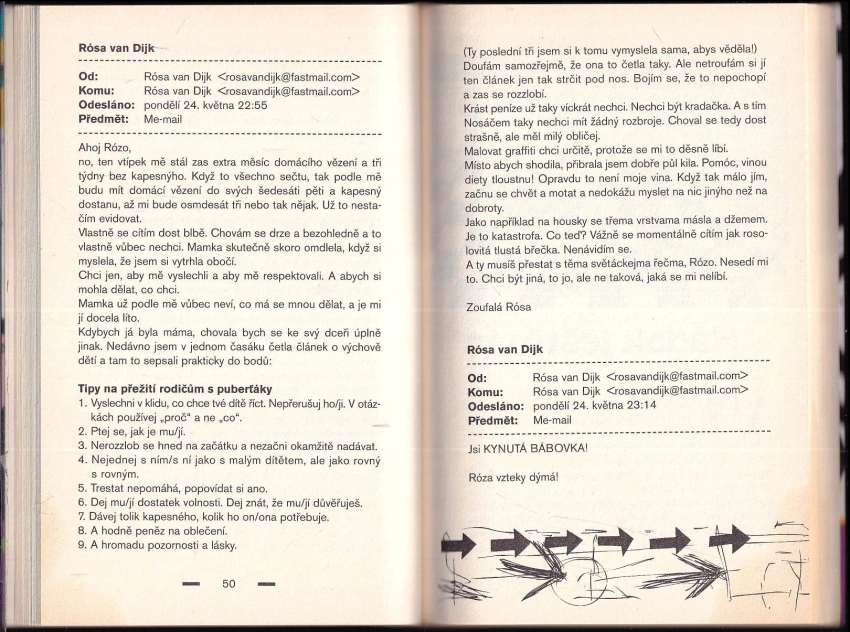 Rósa van Dijk
Od: Rósa van Dijk <rosavandijk@fastmail.com>
Komu: Rósa van Dijk <rosavandijk@fastmail.com>
Odesláno: pondělí 24. května 22:55
Předmět: Me-mail
Ahoj Rózo,
no, ten vtípek mě stál zas extra měsíc domácího vězení a tři
týdny bez kapesnýho. Když to všechno sečtu, tak podle mě
budu mít domácí vězení do svých šedesáti pěti a kapesný
dostanu, až mi bude osmdesát tři nebo tak nějak. Už to nesta-
čím evidovat.
Vlastně se cítím dost blbě. Chovám se drze a bezohledně a to
vlastně vůbec nechci. Mamka skutečně skoro omdlela, když si
myslela, že jsem si vytrhla obočí.
Chci jen, aby mě vyslechli a aby mě respektovali. A abych si
mohla dělat, co chci.
Mamka už podle mě vůbec neví, co má se mnou dělat, a je mi
jí docela líto.
Kdybych já byla máma, chovala bych se ke svý dceři úplně
jinak. Nedávno jsem v jednom časáku četla článek o výchově
dětí a tam to sepsali prakticky do bodů:
Tipy na přežití rodičům s puberťáky
1. Vyslechni v klidu, co chce tvé dítě říct. Nepřerušuj ho/ji. V otáz-
kách používej „proč“ a ne „co“.
2. Ptej se, jak je mu/jí.
3. Nerozzlob se hned na začátku a nezačni okamžitě nadávat.
4. Nejednej s ním/s ní jako s malým dítětem, ale jako rovný
s rovným.
5. Trestat nepomáhá, popovídat si ano.
6. Dej mu/jí dostatek volnosti. Dej znát, že mu/jí důvěřuješ.
7. Dávej tolik kapesného, kolik ho on/ona potřebuje.
8. A hodně peněz na oblečení.
9. A hromadu pozornosti a lásky.
50
(Ty poslední tři jsem si k tomu vymyslela sama, abys věděla!)
Doufám samozřejmě, že ona to četla taky. Ale netroufám si jí
ten článek jen tak strčit pod nos. Bojím se, že to nepochopí
a zas se rozzlobí.
Krást peníze už taky víckrát nechci. Nechci být kradačka. A s tím
Nosáčem taky nechci mít žádný rozbroje. Choval se tedy dost
strašně, ale měl milý obličej.
Malovat graffiti chci určitě, protože se mi to děsně líbí.
Místo abych shodila, přibrala jsem dobře půl kila. Pomóc, vinou
diety tloustnu! Opravdu to není moje vina. Když tak málo jím,
začnu se chvět a motat a nedokážu myslet na nic jinýho než na
dobroty.
Jako například na housky se třema vrstvama másla a džemem.
Je to katastrofa. Co teď? Vážně se momentálně cítím jak roso-
lovitá tlustá břečka. Nenávidím se.
A ty musíš přestat s těma světáckejma řečma, Rózo. Nesedí mi
to. Chci být jiná, to jo, ale ne taková, jaká se mi nelíbí.
Zoufalá Rósa
Rósa van Dijk
Od: Rósa van Dijk <rosavandijk@fastmail.com>
Komu: Rósa van Dijk <rosavandijk@fastmail.com>
Odesláno: pondělí 24. května 23:14
Předmět: Me-mail
Jsi KYNUTÁ BÁBOVKA!
Róza vzteky dýmá!